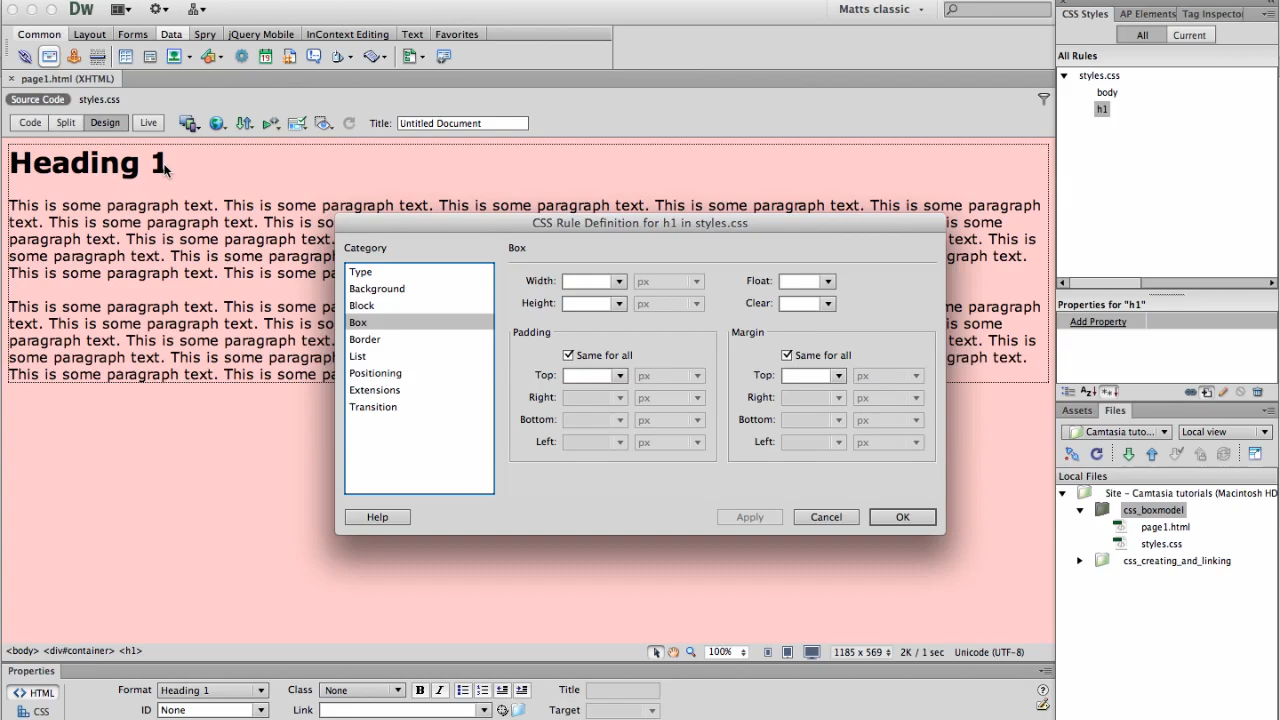 Dw
Matts classic
Common Layout Forms Data Spry jQuery Mobile InContext Editing Text Favorites
page1.html (XHTML)
Source Code styles.css
Code Split Design Live Title: Untitled Document
Heading 1
This is some paragraph text. This is some paragraph text. This is some paragraph text. This is some paragraph text. This is some paragraph
text. This is some paragraph text. This is some
paragraph text. This is some paragraph text. This is
some paragraph text. This is some paragraph text.
This is some paragraph text. This is some
This is some paragraph text. This is some paragraph
text. This is some paragraph text. This is some
paragraph text. This is some paragraph text. This is
some paragraph text. This is some paragraph text.
This is some paragraph text. This is some
CSS Rule Definition for h1 in styles.css
Category
Type
Background
Block
Box
Border
List
Positioning
Extensions
Transition
Box
Width: px Float:
Height: px Clear:
Padding Margin
Same for all Same for all
Top: px Top: px
Right: px Right: px
Bottom: px Bottom: px
Left: px Left: px
Help Apply Cancel OK
<body> <div#container> <h1>
100% 1185 x 569 2K / 1 sec Unicode (UTF-8)
Properties
HTML Format Heading 1 Class None B I Title
CSS ID None Link Target
CSS Styles AP Elements Tag Inspector
All Current
All Rules
styles.css
body
h1
Properties for "h1"
Add Property
Assets Files
Camtasia tuto... Local view
Local Files
Site – Camtasia tutorials (Macintosh HD
css_boxmodel
page1.html
styles.css
css_creating_and_linking